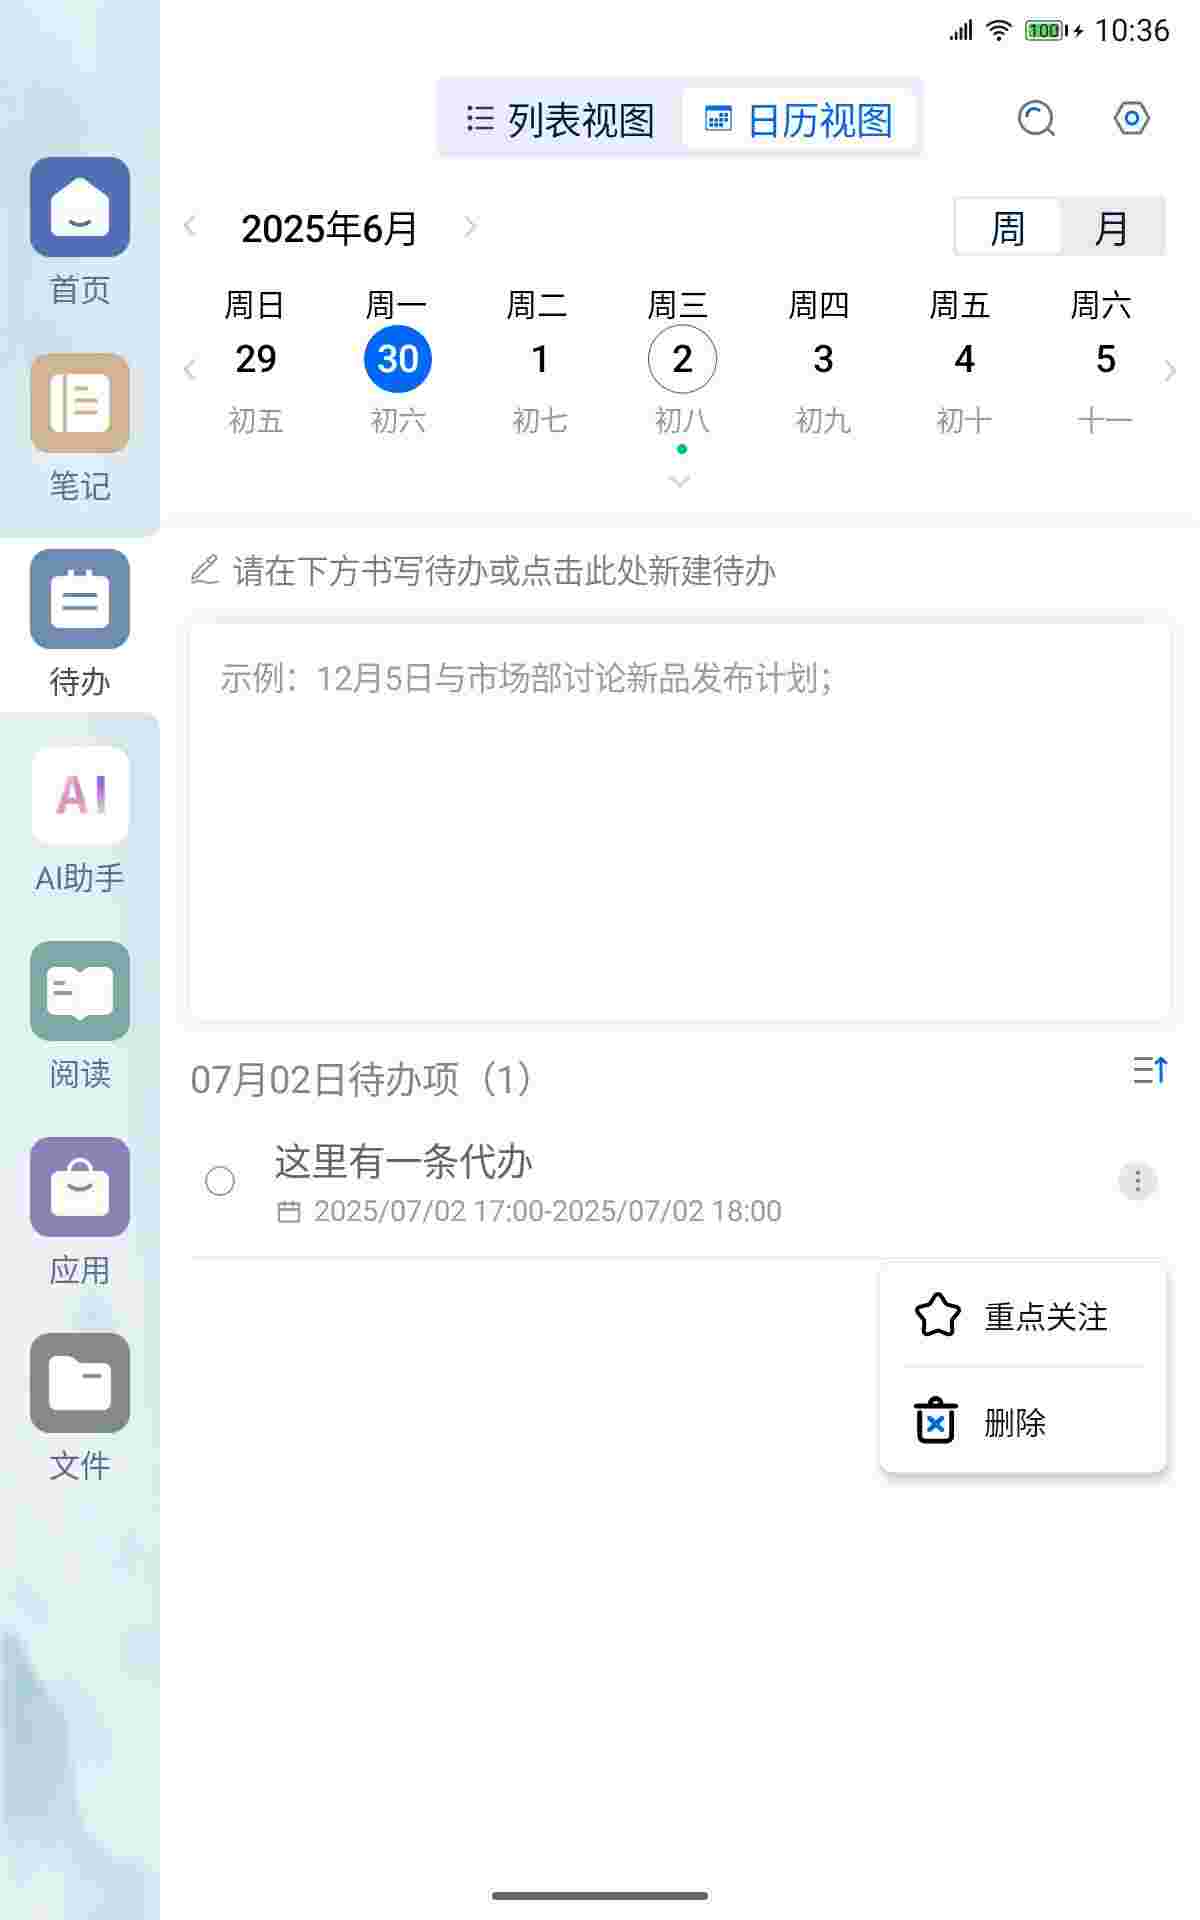 100 10:36
列表视图 日历视图
2025年6月 周 月
周日 周一 周二 周三 周四 周五 周六
29 30 1 2 3 4 5
初五 初六 初七 初八 初九 初十 十一
请在下方书写待办或点击此处新建待办
示例：12月5日与市场部讨论新品发布计划；
07月02日待办项（1）
这里有一条代办
2025/07/02 17:00-2025/07/02 18:00
重点关注
删除
首页
笔记
待办
AI
AI助手
阅读
应用
文件